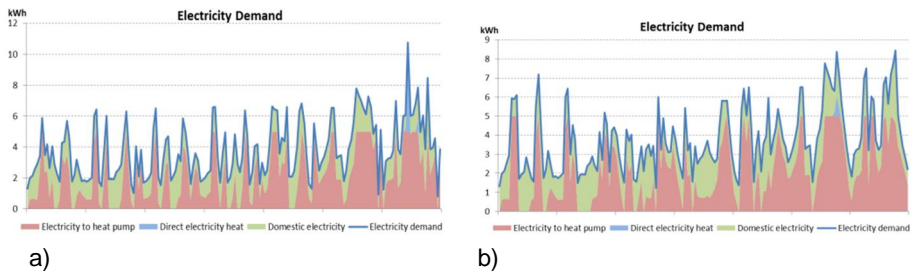 a)
Electricity Demand
kWh
12
10
8
6
4
2
0
Electricity to heat pump Direct electricity heat Domestic electricity Electricity demand
b)
Electricity Demand
kWh
9
8
7
6
5
4
3
2
1
0
Electricity to heat pump Direct electricity heat Domestic electricity Electricity demand
a)
b)